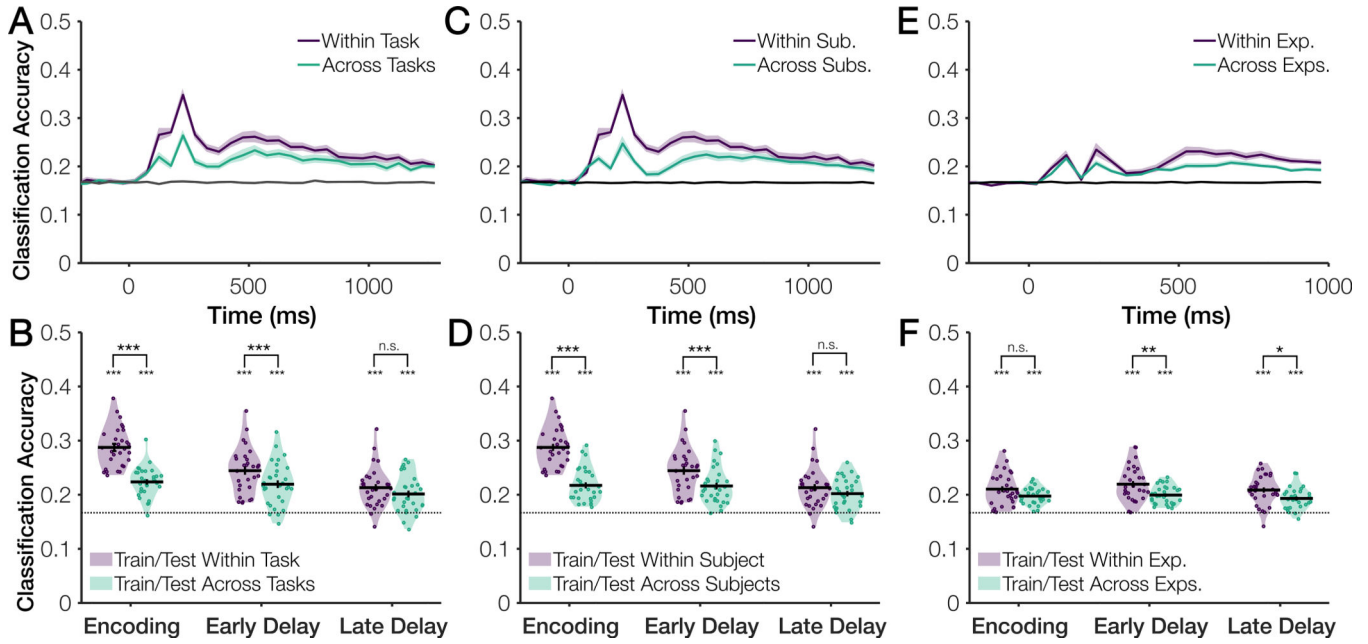 A
Classification Accuracy
0.5
0.4
0.3
0.2
0.1
0
Within Task
Across Tasks
0
500
1000
Time (ms)
C
0.5
0.4
0.3
0.2
0.1
0
Within Sub.
Across Subs.
0
500
1000
Time (ms)
E
0.5
0.4
0.3
0.2
0.1
0
Within Exp.
Across Exps.
0
500
1000
Time (ms)
B
Classification Accuracy
0.5
0.4
0.3
0.2
0.1
0
*** *** n.s.
*** *** *** *** *** ***
Train/Test Within Task
Train/Test Across Tasks
Encoding Early Delay Late Delay
D
0.5
0.4
0.3
0.2
0.1
0
*** *** n.s.
*** *** *** *** *** ***
Train/Test Within Subject
Train/Test Across Subjects
Encoding Early Delay Late Delay
F
0.5
0.4
0.3
0.2
0.1
0
n.s. ** *
*** *** *** *** *** ***
Train/Test Within Exp.
Train/Test Across Exps.
Encoding Early Delay Late Delay